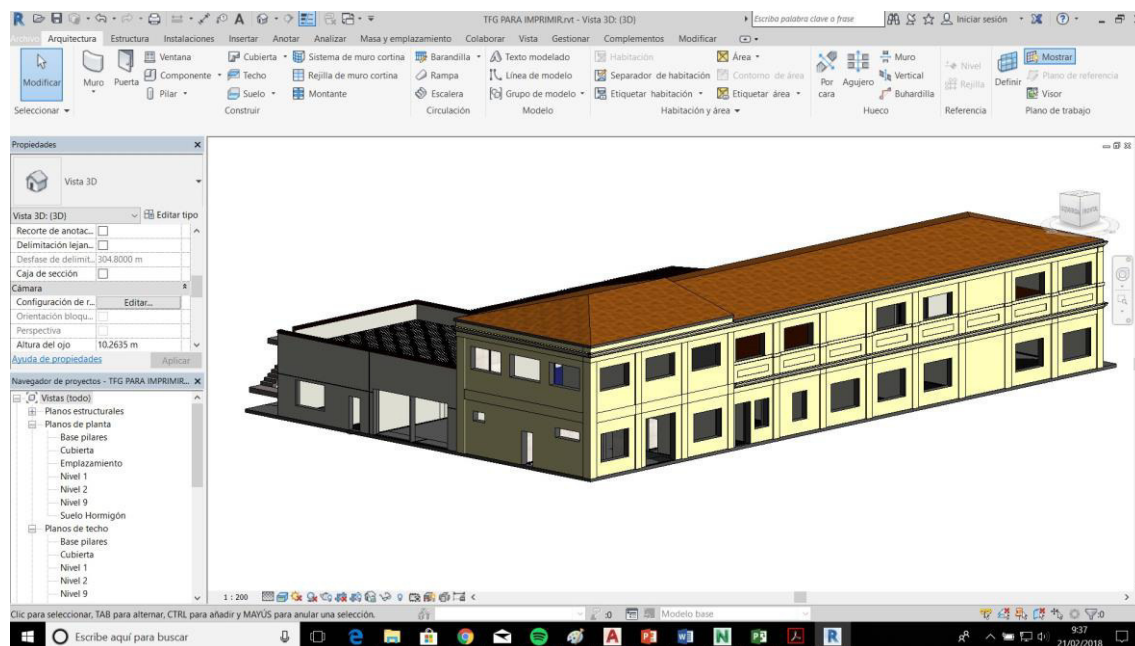 TFG PARA IMPRIMIR.rvt - Vista 3D: {3D}
Escriba palabra clave o frase
Iniciar sesión
Archivo Arquitectura Estructura Instalaciones Insertar Anotar Analizar Masa y emplazamiento Colaborar Vista Gestionar Complementos Modificar
Modificar
Muro
Puerta
Ventana
Componente
Pilar
Cubierta
Techo
Suelo
Sistema de muro cortina
Rejilla de muro cortina
Montante
Barandilla
Rampa
Escalera
Texto modelado
Línea de modelo
Grupo de modelo
Habitación
Separador de habitación
Etiquetar habitación
Área
Contorno de área
Etiquetar área
Por cara
Agujero
Muro
Vertical
Buhardilla
Nivel
Rejilla
Definir
Mostrar
Plano de referencia
Visor
Seleccionar
Construir
Circulación
Modelo
Habitación y área
Hueco
Referencia
Plano de trabajo
Propiedades
Vista 3D
Vista 3D: {3D}
Editar tipo
Recorte de anotac...
Delimitación lejan...
Desfase de delimit... 304.8000 m
Caja de sección
Cámara
Configuración de r... Editar...
Orientación bloqu...
Perspectiva
Altura del ojo 10.2635 m
Ayuda de propiedades
Aplicar
Navegador de proyectos - TFG PARA IMPRIMIR...
Vistas (todo)
Planos estructurales
Planos de planta
Base pilares
Cubierta
Emplazamiento
Nivel 1
Nivel 2
Nivel 9
Suelo Hormigón
Planos de techo
Base pilares
Cubierta
Nivel 1
Nivel 2
Nivel 9
1 : 200
Clic para seleccionar, TAB para alternar, CTRL para añadir y MAYÚS para anular una selección.
:0
Modelo base
:0
Escribe aquí para buscar
9:37
21/02/2018